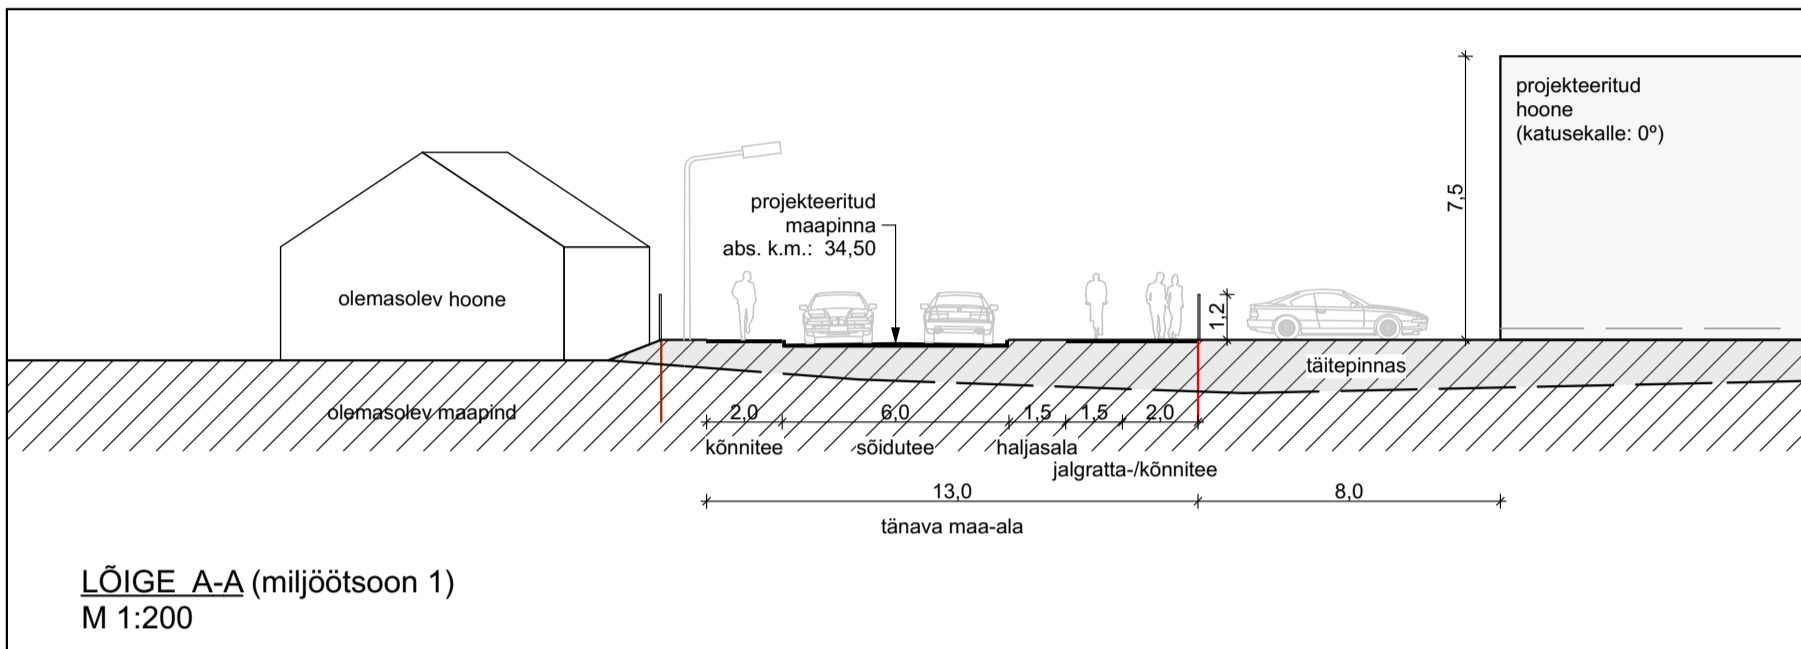 projekteeritud
hoone
(katusekalle: 0º)
7,5
projekteeritud
maapinna
abs. k.m.: 34,50
olemasolev hoone
1,2
täitepinnas
olemasolev maapind
2,0 6,0 1,5 1,5 2,0
kõnnitee sõidutee haljasala
jalgratta-/kõnnitee
13,0 8,0
tänava maa-ala
LÕIGE A-A (miljöötsoon 1)
M 1:200